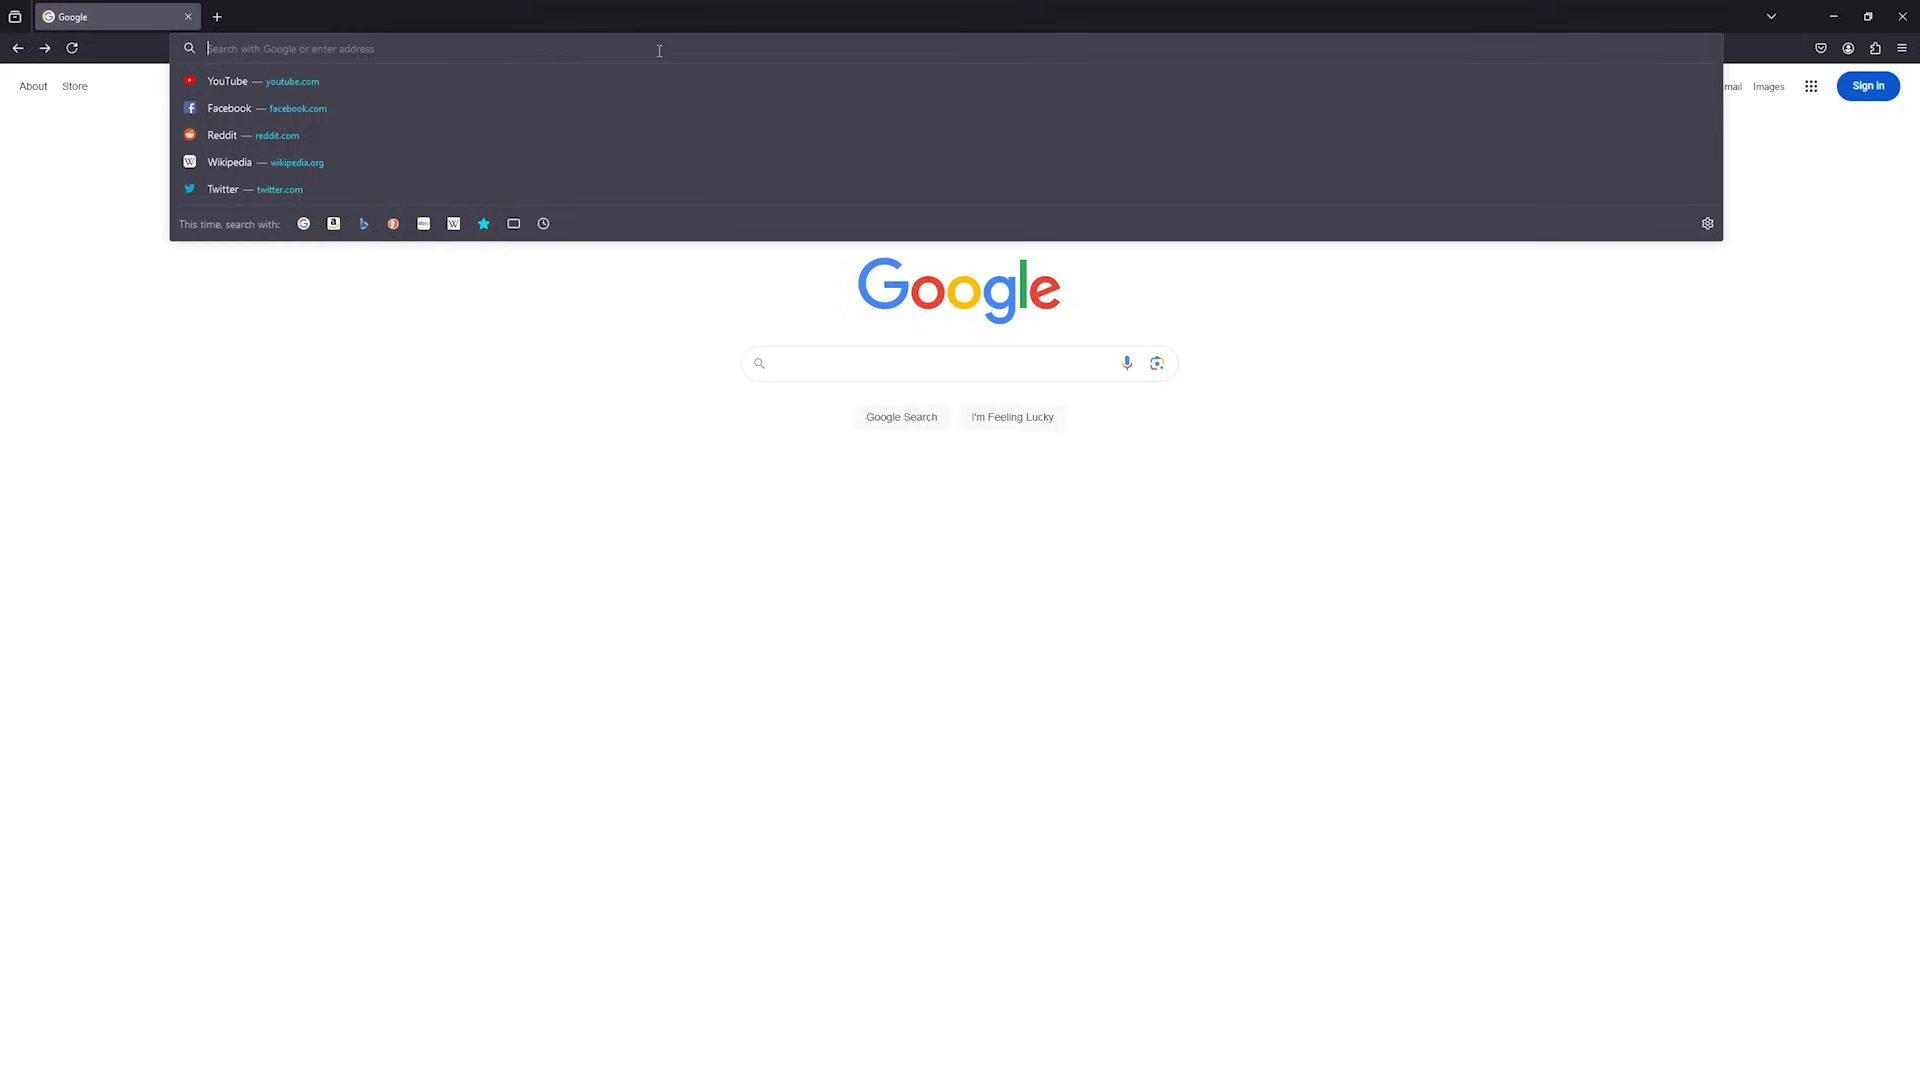 Google
Search with Google or enter address
YouTube — youtube.com
Facebook — facebook.com
Reddit — reddit.com
Wikipedia — wikipedia.org
Twitter — twitter.com
This time, search with:
About Store
mail Images Sign in
Google
Google Search I'm Feeling Lucky